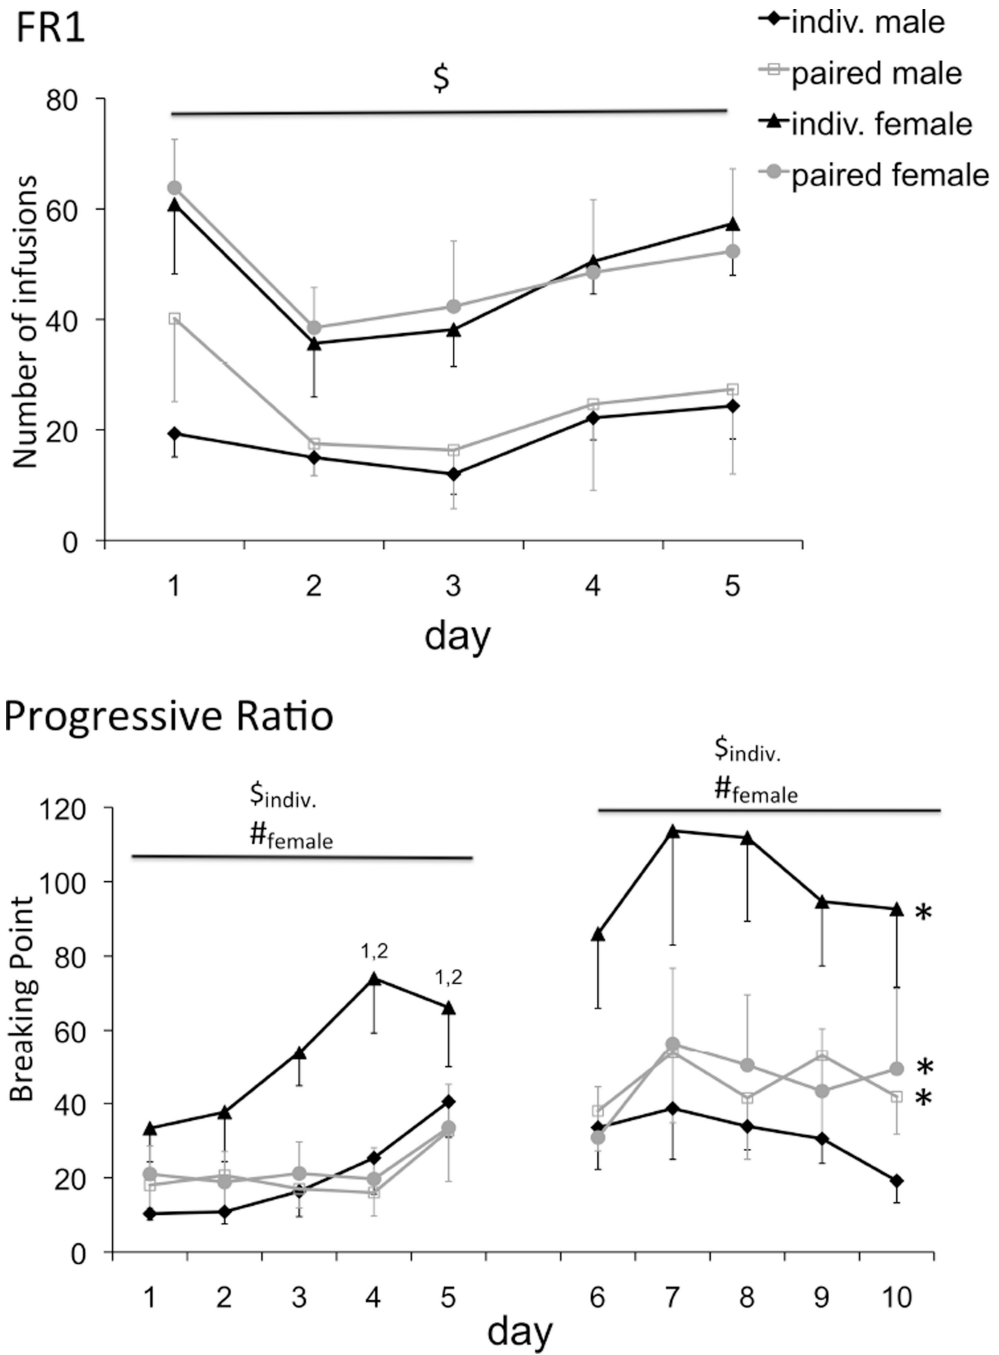 FR1
indiv. male
paired male
indiv. female
paired female
$
80
60
40
20
0
Number of infusions
1 2 3 4 5
day
Progressive Ratio
$indiv.
#female
$indiv.
#female
120
100
80
60
40
20
0
Breaking Point
1,2
1,2
*
*
*
1 2 3 4 5 6 7 8 9 10
day